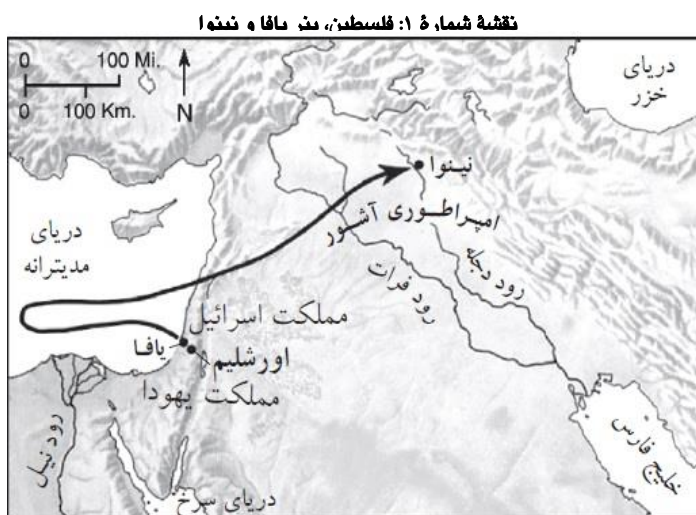 نقشهٔ شمارهٔ ۱: فلسطین، بندر یافا و نینوا
0 100 Mi.
0 100 Km.
N
دریای
خزر
نینوا
امپراطوری آشور
دریای
مدیترانه
رود دجله
رود فرات
مملکت اسرائیل
یافا
اورشلیم
مملکت یهودا
رود نیل
دریای سرخ
خلیج فارس